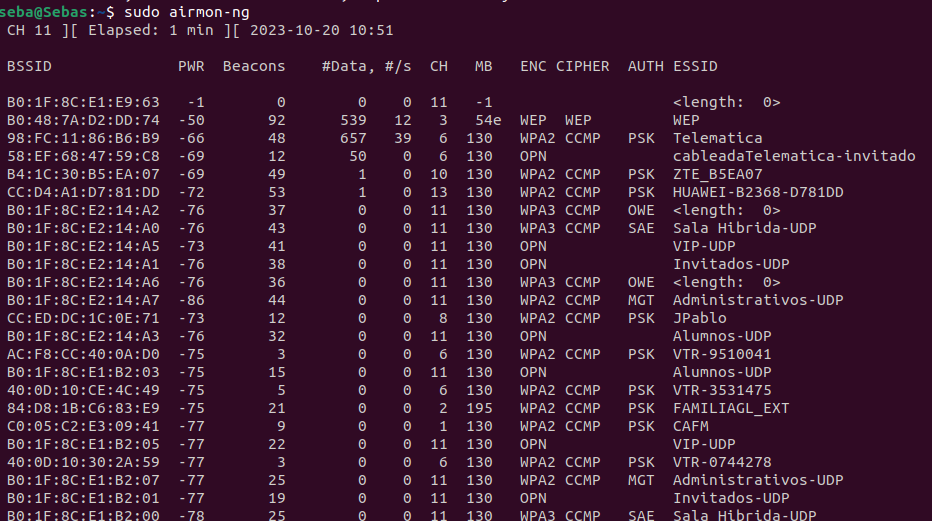 seba@Sebas:~$ sudo airmon-ng
CH 11 ][ Elapsed: 1 min ][ 2023-10-20 10:51
BSSID PWR Beacons #Data, #/s CH MB ENC CIPHER AUTH ESSID
B0:1F:8C:E1:E9:63 -1 0 0 0 11 -1 <length: 0>
B0:48:7A:D2:DD:74 -50 92 539 12 3 54e WEP WEP WEP
98:FC:11:86:B6:B9 -66 48 657 39 6 130 WPA2 CCMP PSK Telematica
58:EF:68:47:59:C8 -69 12 50 0 6 130 OPN cableadaTelematica-invitado
B4:1C:30:B5:EA:07 -69 49 1 0 10 130 WPA2 CCMP PSK ZTE_B5EA07
CC:D4:A1:D7:81:DD -72 53 1 0 13 130 WPA2 CCMP PSK HUAWEI-B2368-D781DD
B0:1F:8C:E2:14:A2 -76 37 0 0 11 130 WPA3 CCMP OWE <length: 0>
B0:1F:8C:E2:14:A0 -76 43 0 0 11 130 WPA3 CCMP SAE Sala Hibrida-UDP
B0:1F:8C:E2:14:A5 -73 41 0 0 11 130 OPN VIP-UDP
B0:1F:8C:E2:14:A1 -76 38 0 0 11 130 OPN Invitados-UDP
B0:1F:8C:E2:14:A6 -76 36 0 0 11 130 WPA3 CCMP OWE <length: 0>
B0:1F:8C:E2:14:A7 -86 44 0 0 11 130 WPA2 CCMP MGT Administrativos-UDP
CC:ED:DC:1C:0E:71 -73 12 0 0 8 130 WPA2 CCMP PSK JPablo
B0:1F:8C:E2:14:A3 -76 32 0 0 11 130 OPN Alumnos-UDP
AC:F8:CC:40:0A:D0 -75 3 0 0 6 130 WPA2 CCMP PSK VTR-9510041
B0:1F:8C:E1:B2:03 -75 15 0 0 11 130 OPN Alumnos-UDP
40:0D:10:CE:4C:49 -75 5 0 0 6 130 WPA2 CCMP PSK VTR-3531475
84:D8:1B:C6:83:E9 -75 21 0 0 2 195 WPA2 CCMP PSK FAMILIAGL_EXT
C0:05:C2:E3:09:41 -77 9 0 0 1 130 WPA2 CCMP PSK CAFM
B0:1F:8C:E1:B2:05 -77 22 0 0 11 130 OPN VIP-UDP
40:0D:10:30:2A:59 -77 3 0 0 6 130 WPA2 CCMP PSK VTR-0744278
B0:1F:8C:E1:B2:07 -77 25 0 0 11 130 WPA2 CCMP MGT Administrativos-UDP
B0:1F:8C:E1:B2:01 -77 19 0 0 11 130 OPN Invitados-UDP
B0:1F:8C:E1:B2:00 -78 25 0 0 11 130 WPA3 CCMP SAE Sala Hibrida-UDP